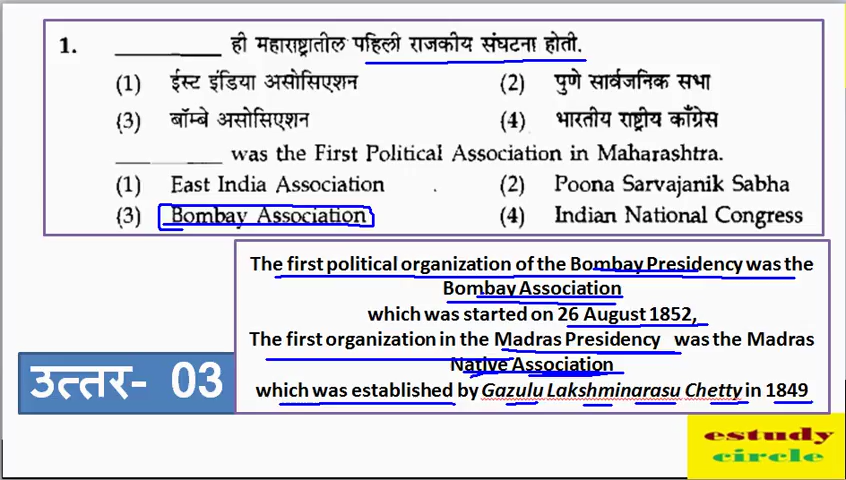 1. ________ ही महाराष्ट्रातील पहिली राजकीय संघटना होती.
(1) ईस्ट इंडिया असोसिएशन (2) पुणे सार्वजनिक सभा
(3) बॉम्बे असोसिएशन (4) भारतीय राष्ट्रीय काँग्रेस
________ was the First Political Association in Maharashtra.
(1) East India Association (2) Poona Sarvajanik Sabha
(3) Bombay Association (4) Indian National Congress
The first political organization of the Bombay Presidency was the
Bombay Association
which was started on 26 August 1852,
The first organization in the Madras Presidency was the Madras
Native Association
which was established by Gazulu Lakshminarasu Chetty in 1849
उत्तर- 03
estudy
circle